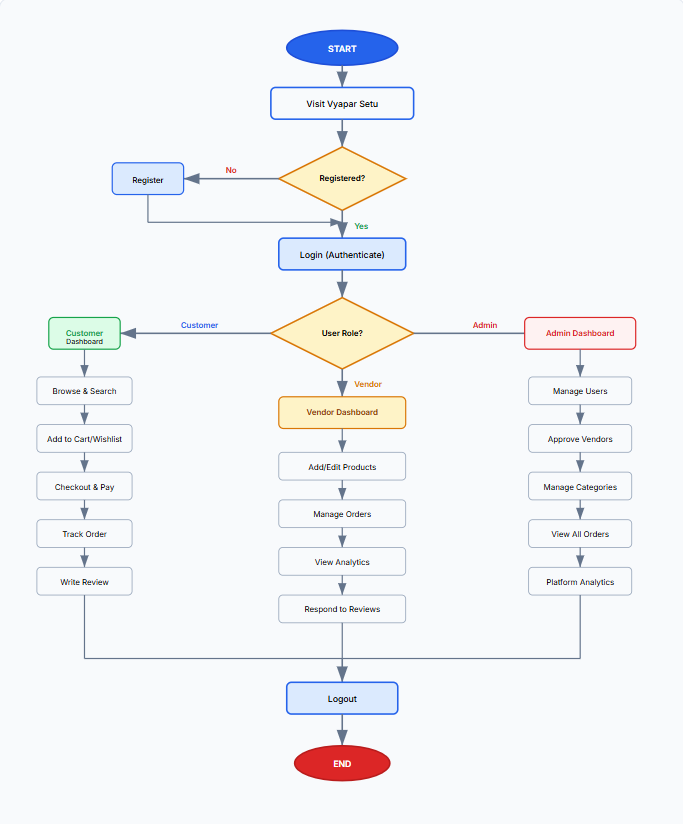 START
Visit Vyapar Setu
Registered?
No
Register
Yes
Login (Authenticate)
User Role?
Customer
Admin
Vendor
Customer
Dashboard
Browse & Search
Add to Cart/Wishlist
Checkout & Pay
Track Order
Write Review
Vendor Dashboard
Add/Edit Products
Manage Orders
View Analytics
Respond to Reviews
Admin Dashboard
Manage Users
Approve Vendors
Manage Categories
View All Orders
Platform Analytics
Logout
END